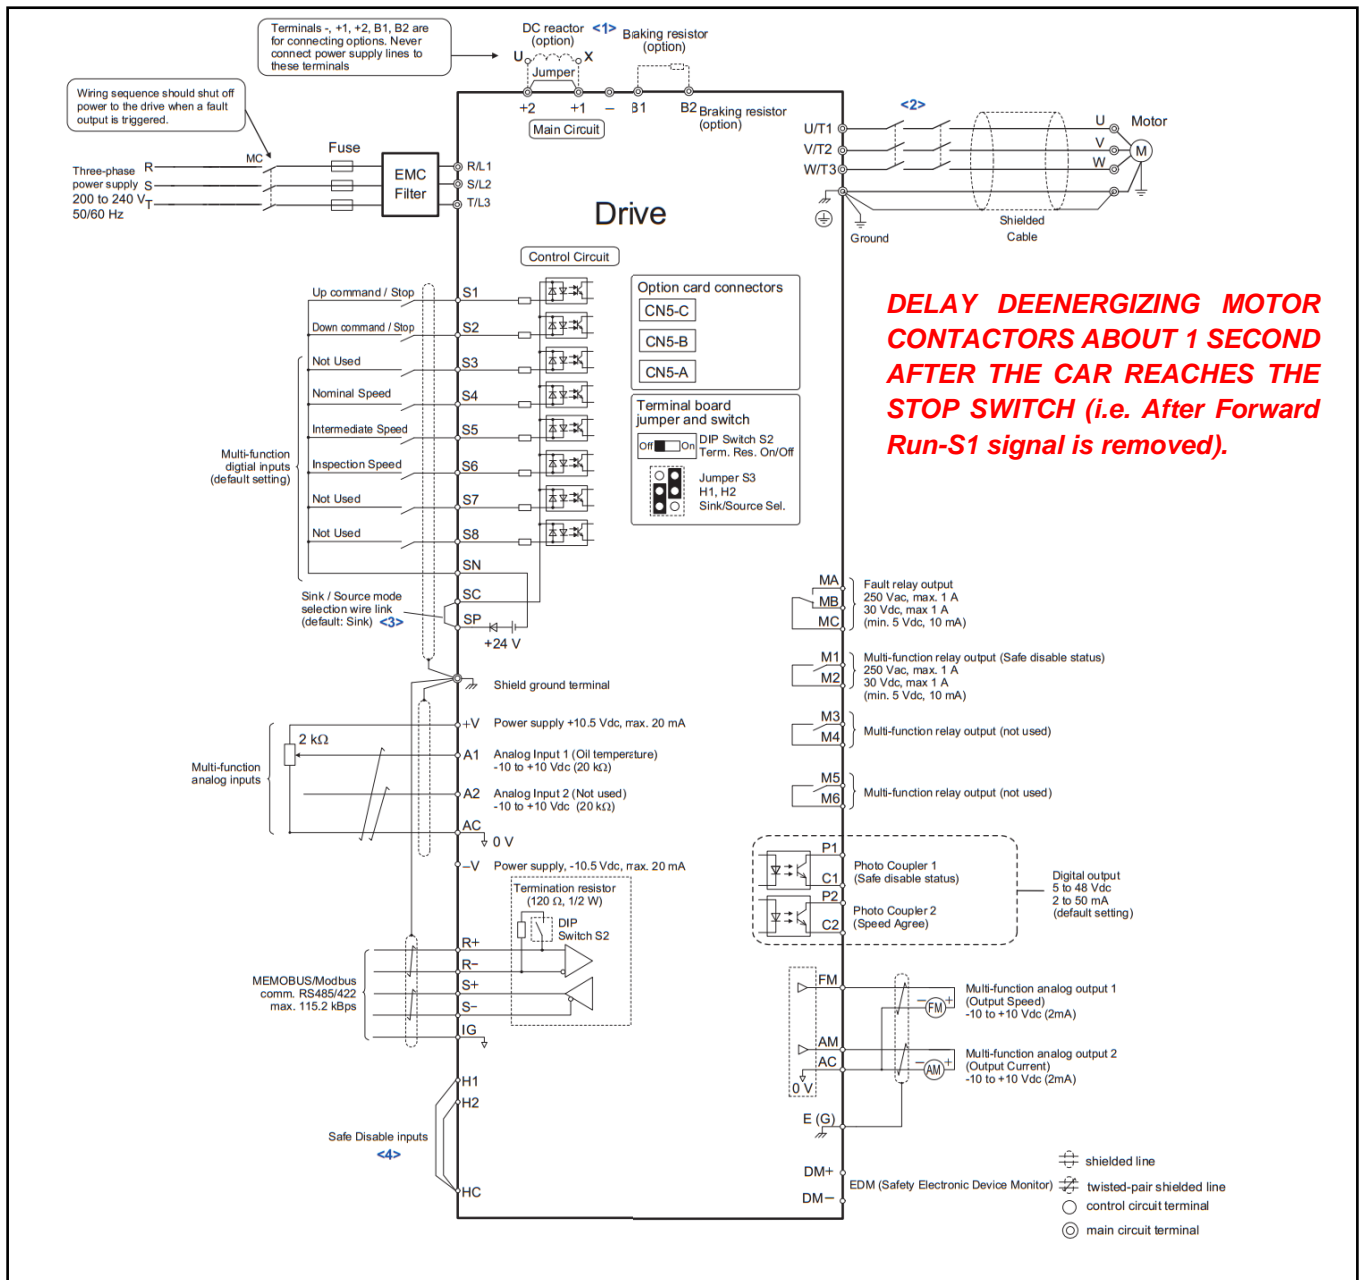 Terminals -, +1, +2, B1, B2 are
for connecting options. Never
connect power supply lines to
these terminals
DC reactor <1>
(option)
U X
Jumper
Braking resistor
(option)
+2 +1 – B1 B2
Braking resistor
(option)
Main Circuit
Wiring sequence should shut off
power to the drive when a fault
output is triggered.
Three-phase
power supply
200 to 240 V
50/60 Hz
R
S
T
MC
Fuse
EMC
Filter
R/L1
S/L2
T/L3
Drive
<2>
U/T1
V/T2
W/T3
U
V
W
Motor
M
Ground
Shielded
Cable
Control Circuit
DELAY DEENERGIZING MOTOR
CONTACTORS ABOUT 1 SECOND
AFTER THE CAR REACHES THE
STOP SWITCH (i.e. After Forward
Run-S1 signal is removed).
Option card connectors
CN5-C
CN5-B
CN5-A
Terminal board
jumper and switch
Off On
DIP Switch S2
Term. Res. On/Off
Jumper S3
H1, H2
Sink/Source Sel.
Up command / Stop S1
Down command / Stop S2
Not Used S3
Nominal Speed S4
Intermediate Speed S5
Inspection Speed S6
Not Used S7
Not Used S8
Multi-function
digtial inputs
(default setting)
SN
SC
SP
+24 V
Sink / Source mode
selection wire link
(default: Sink) <3>
Shield ground terminal
MA
MB
MC
Fault relay output
250 Vac, max. 1 A
30 Vdc, max 1 A
(min. 5 Vdc, 10 mA)
M1
M2
Multi-function relay output (Safe disable status)
250 Vac, max. 1 A
30 Vdc, max 1 A
(min. 5 Vdc, 10 mA)
M3
M4
Multi-function relay output (not used)
M5
M6
Multi-function relay output (not used)
Multi-function
analog inputs
2 kΩ
+V Power supply +10.5 Vdc, max. 20 mA
A1 Analog Input 1 (Oil temperature)
-10 to +10 Vdc (20 kΩ)
A2 Analog Input 2 (Not used)
-10 to +10 Vdc (20 kΩ)
AC
0 V
–V Power supply, -10.5 Vdc, max. 20 mA
P1
C1
Photo Coupler 1
(Safe disable status)
P2
C2
Photo Coupler 2
(Speed Agree)
Digital output
5 to 48 Vdc
2 to 50 mA
(default setting)
Termination resistor
(120 Ω, 1/2 W)
DIP
Switch S2
MEMOBUS/Modbus
comm. RS485/422
max. 115.2 kBps
R+
R–
S+
S–
IG
FM
FM
– +
Multi-function analog output 1
(Output Speed)
-10 to +10 Vdc (2mA)
AM
AC
0 V
AM
– +
Multi-function analog output 2
(Output Current)
-10 to +10 Vdc (2mA)
E (G)
H1
H2
HC
Safe Disable inputs
<4>
DM+
DM–
EDM (Safety Electronic Device Monitor)
shielded line
twisted-pair shielded line
control circuit terminal
main circuit terminal